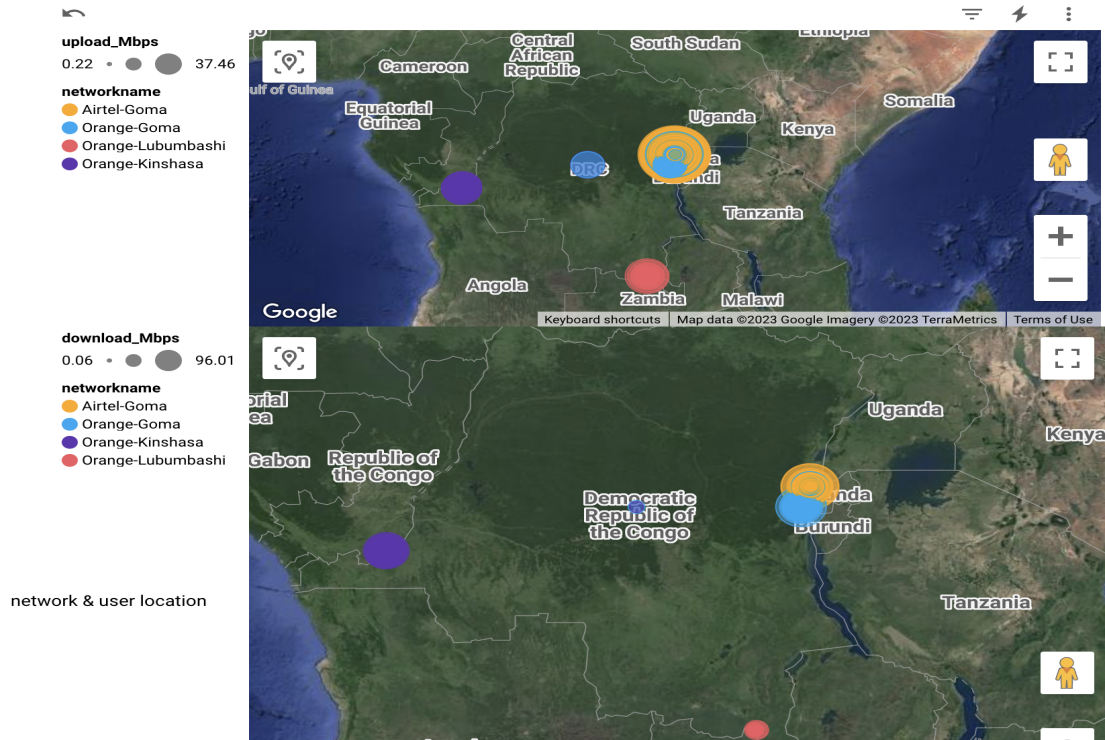 upload_Mbps
0.22 37.46
networkname
Airtel-Goma
Orange-Goma
Orange-Lubumbashi
Orange-Kinshasa
Central
African
Republic
South Sudan
Ethiopia
Cameroon
ulf of Guinea
Equatorial
Guinea
Uganda
Somalia
Kenya
DRC
Tanzania
Angola
Zambia
Malawi
Google
Keyboard shortcuts Map data ©2023 Google Imagery ©2023 TerraMetrics Terms of Use
download_Mbps
0.06 96.01
networkname
Airtel-Goma
Orange-Goma
Orange-Kinshasa
Orange-Lubumbashi
orial
ea
Uganda
Kenya
Gabon
Republic of
the Congo
Democratic
Republic of
the Congo
nda
Burundi
Tanzania
network & user location